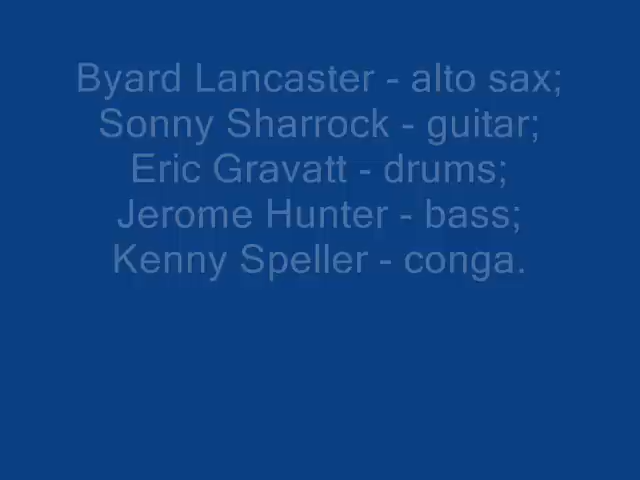 Byard Lancaster - alto sax;
Sonny Sharrock - guitar;
Eric Gravatt - drums;
Jerome Hunter - bass;
Kenny Speller - conga.